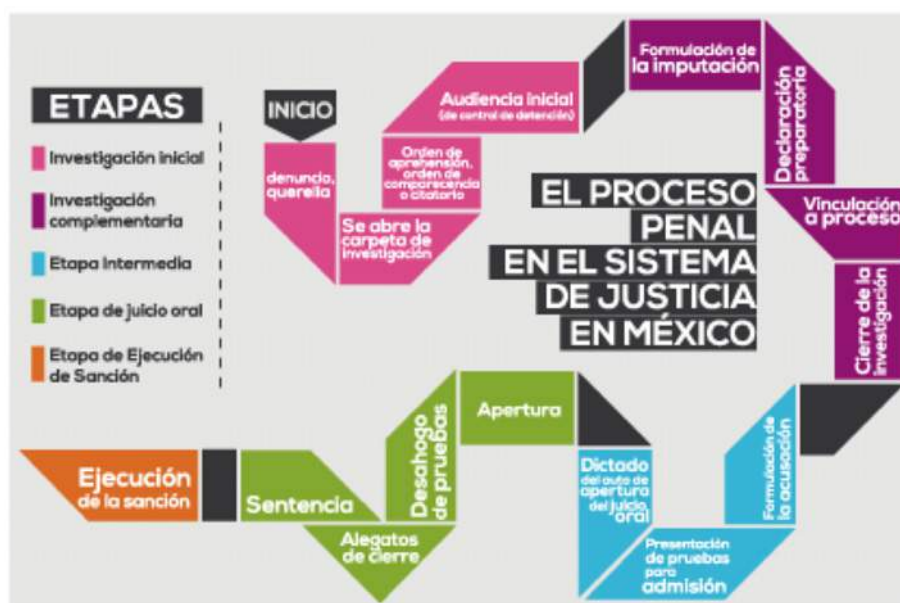 ETAPAS
Investigación inicial
Investigación
complementaria
Etapa Intermedia
Etapa de juicio oral
Etapa de Ejecución
de Sanción
INICIO
denuncia,
querella
Se abre la
carpeta de
investigación
Orden de
aprehensión,
orden de
comparecencia
o citatorio
Audiencia inicial
(de control de detención)
Formulación de
la imputación
Declaración
preparatoria
Vinculación
a proceso
Cierre de la
investigación
EL PROCESO
PENAL
EN EL SISTEMA
DE JUSTICIA
EN MÉXICO
Formulación de
la acusación
Presentación
de pruebas
para
admisión
Dictado
del auto de
apertura
del juicio
oral
Apertura
Desahogo
de pruebas
Alegatos
de cierre
Sentencia
Ejecución
de la sanción